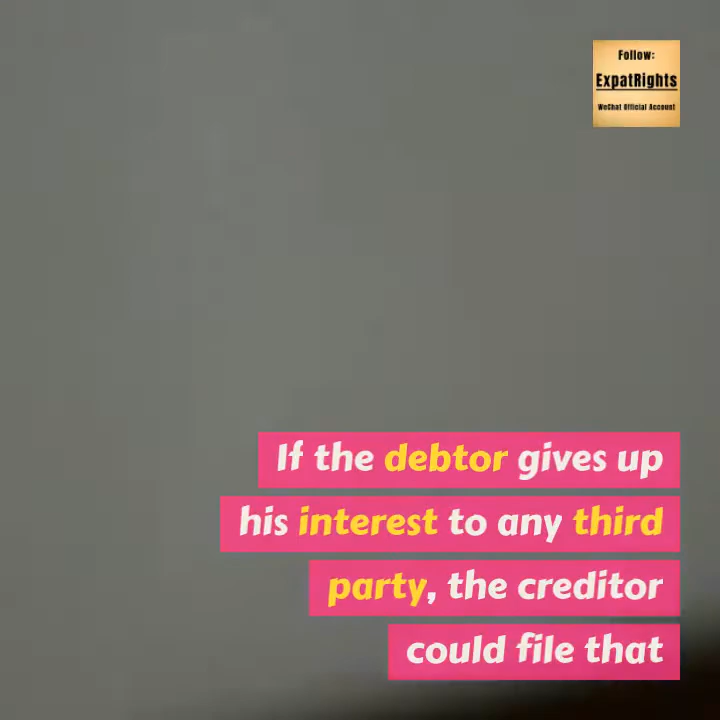 Follow:
ExpatRights
WeChat Official Account
If the debtor gives up
his interest to any third
party, the creditor
could file that